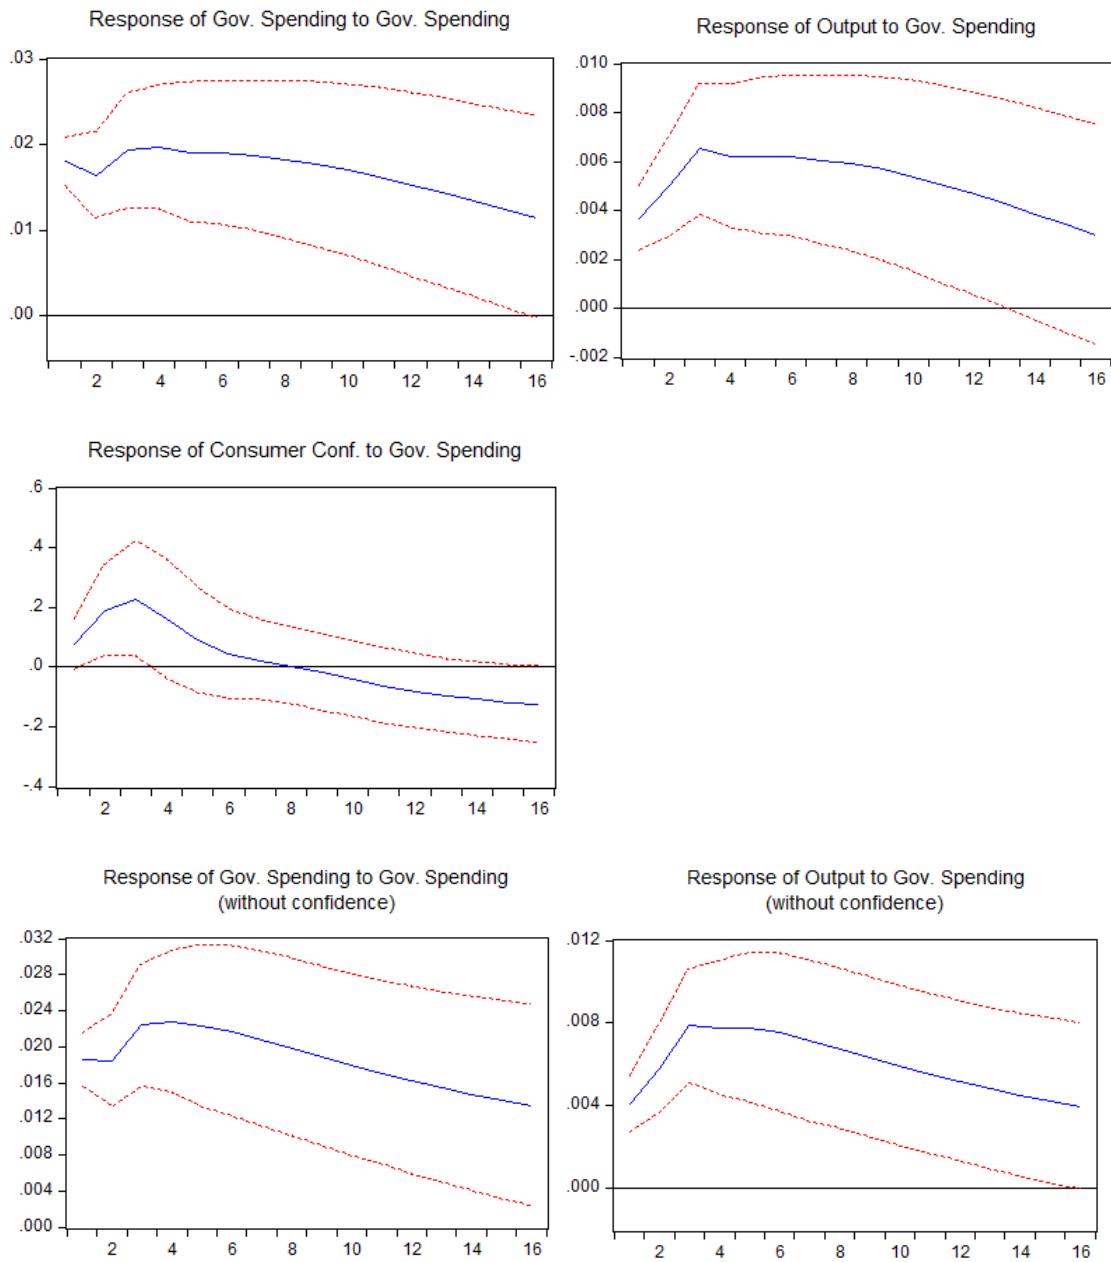 Response of Gov. Spending to Gov. Spending
.03
.02
.01
.00
2 4 6 8 10 12 14 16
Response of Output to Gov. Spending
.010
.008
.006
.004
.002
.000
-.002
2 4 6 8 10 12 14 16
Response of Consumer Conf. to Gov. Spending
.6
.4
.2
.0
-.2
-.4
2 4 6 8 10 12 14 16
Response of Gov. Spending to Gov. Spending
(without confidence)
.032
.028
.024
.020
.016
.012
.008
.004
.000
2 4 6 8 10 12 14 16
Response of Output to Gov. Spending
(without confidence)
.012
.008
.004
.000
2 4 6 8 10 12 14 16